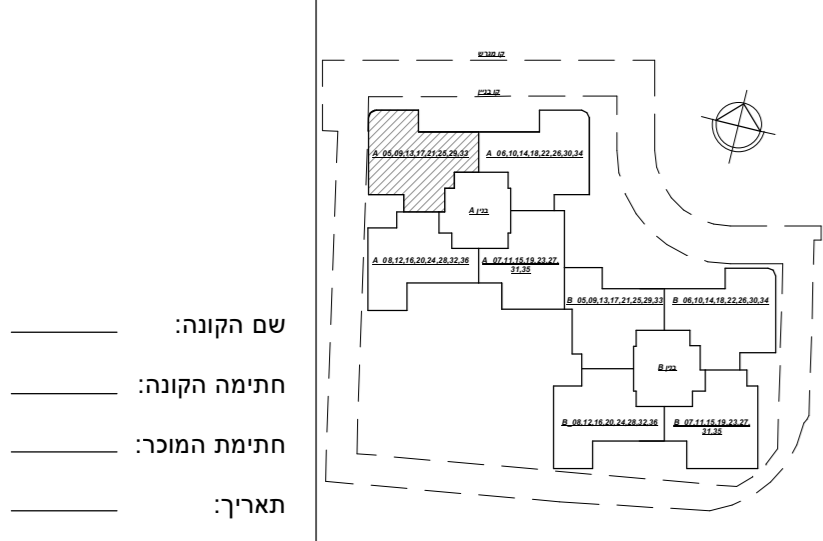 קו מגרש
קו בניין
A 05,09,13,17,21,25,29,33
A 06,10,14,18,22,26,30,34
בנין A
A 08,12,16,20,24,28,32,36
A 07,11,15,19,23,27,
31,35
B 05,09,13,17,21,25,29,33
B 06,10,14,18,22,26,30,34
בנין B
B 08,12,16,20,24,28,32,36
B 07,11,15,19,23,27,
31,35
שם הקונה:
חתימה הקונה:
חתימת המוכר:
תאריך: